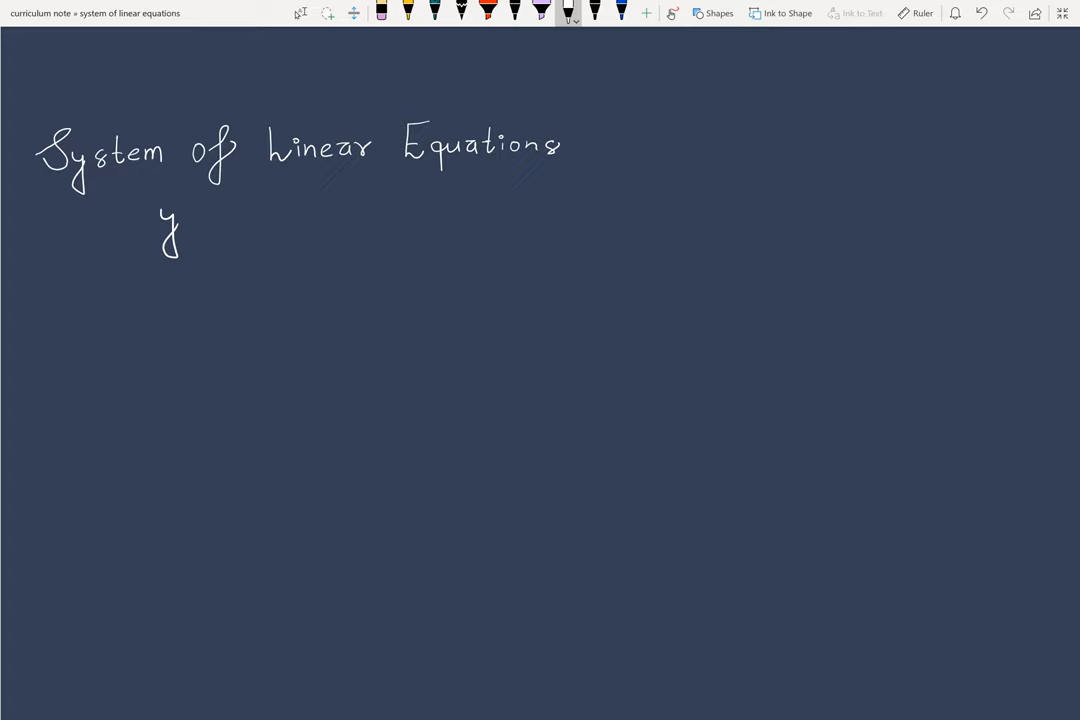 curriculum note » system of linear equations
Shapes
Ink to Shape
Ink to Text
Ruler
System of Linear Equations
y